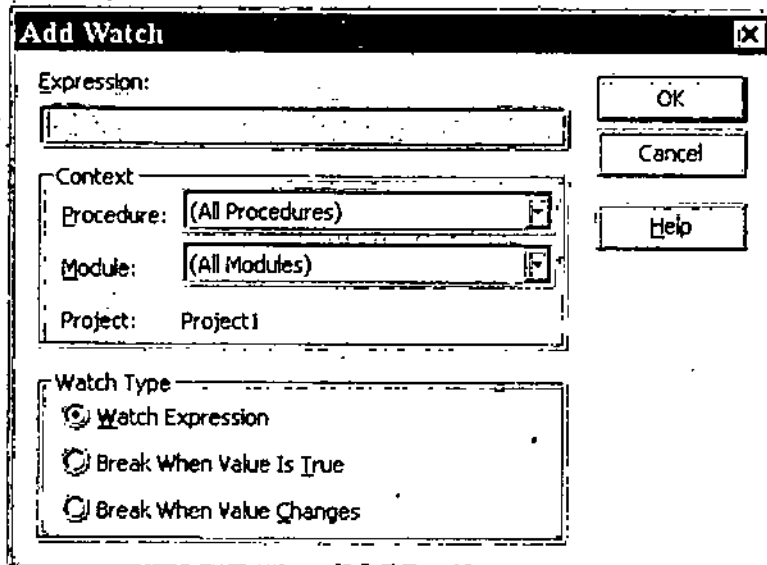 Add Watch
Expression:
OK
Cancel
Help
Context
Procedure: (All Procedures)
Module: (All Modules)
Project: Project1
Watch Type
Watch Expression
Break When Value Is True
Break When Value Changes